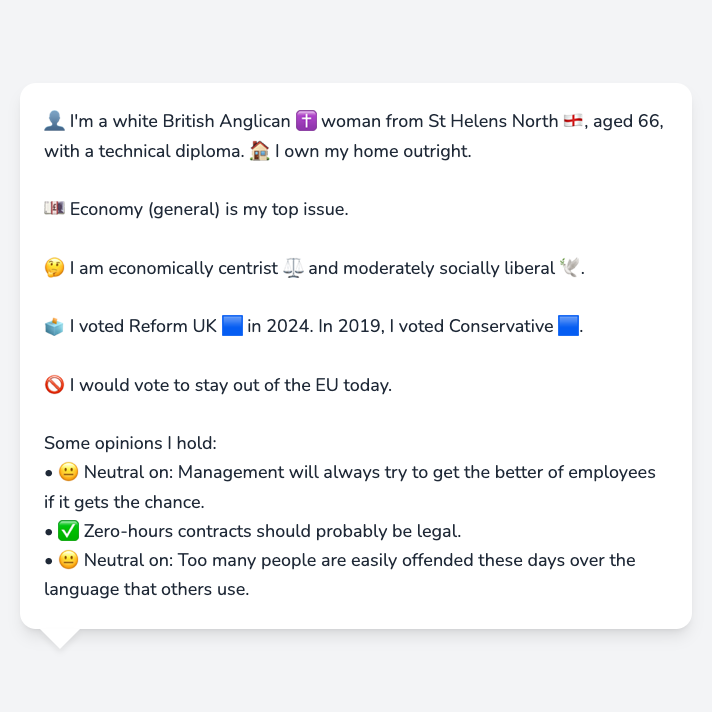 👤 I'm a white British Anglican ✝️ woman from St Helens North 🏴󠁧󠁢󠁥󠁮󠁧󠁿, aged 66,
with a technical diploma. 🏠 I own my home outright.
💷 Economy (general) is my top issue.
🤔 I am economically centrist ⚖️ and moderately socially liberal 🕊️.
🗳️ I voted Reform UK 🟦 in 2024. In 2019, I voted Conservative 🟦.
🚫 I would vote to stay out of the EU today.
Some opinions I hold:
• 😐 Neutral on: Management will always try to get the better of employees
if it gets the chance.
• ✅ Zero-hours contracts should probably be legal.
• 😐 Neutral on: Too many people are easily offended these days over the
language that others use.